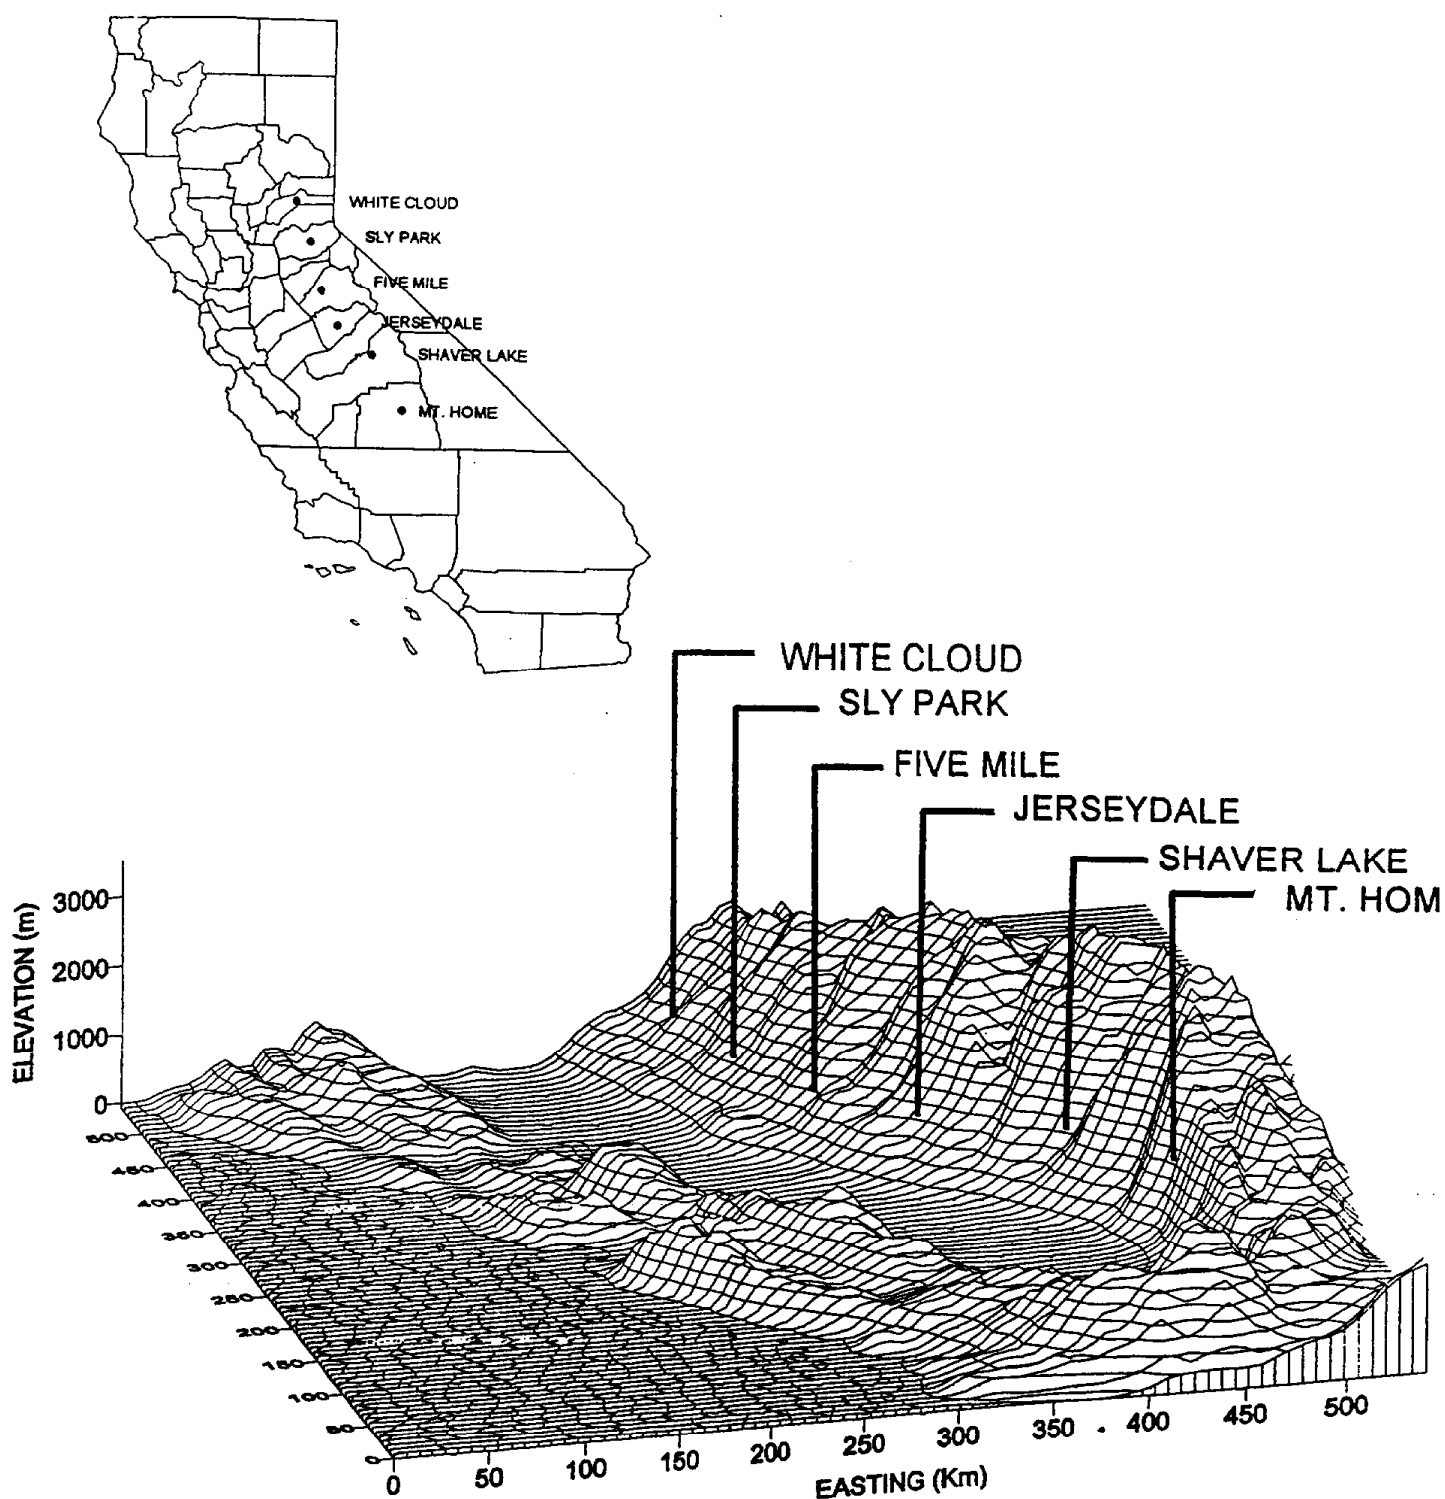 WHITE CLOUD
SLY PARK
FIVE MILE
JERSEYDALE
SHAVER LAKE
MT. HOME
WHITE CLOUD
SLY PARK
FIVE MILE
JERSEYDALE
SHAVER LAKE
MT. HOM
ELEVATION (m)
3000
2000
1000
0
500
450
400
350
300
250
200
150
100
50
0
0
50
100
150
200
250
300
350
400
450
500
EASTING (Km)